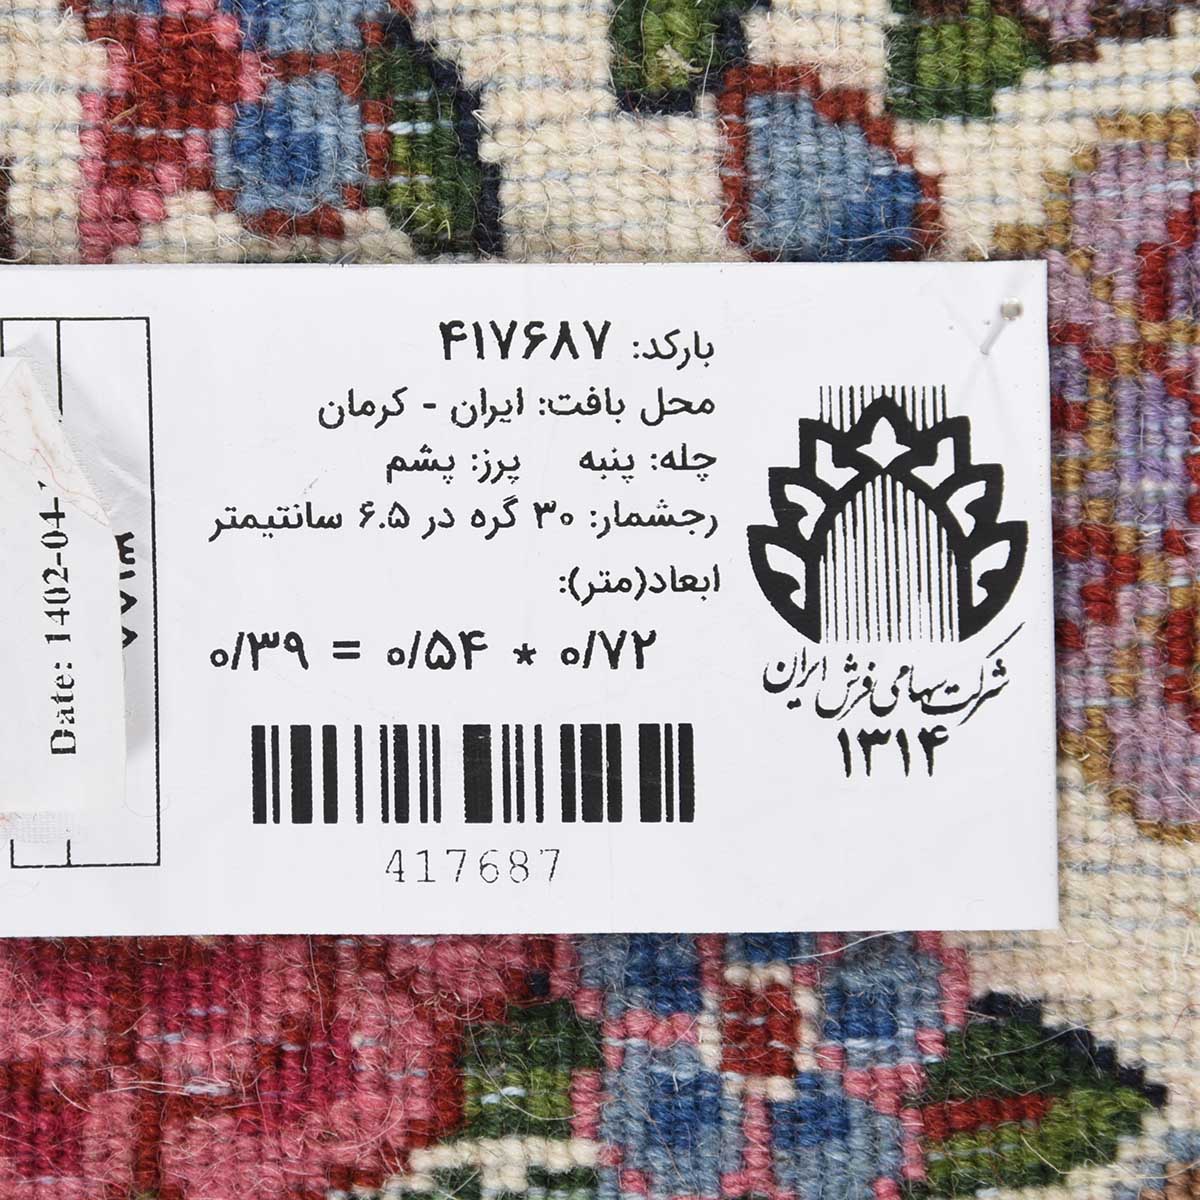 بارکد: ۴۱۷۶۸۷
محل بافت: ایران - کرمان
چله: پنبه پرز: پشم
رجشمار: ۳۰ گره در ۶.۵ سانتیمتر
ابعاد(متر):
۰/۷۲ * ۰/۵۴ = ۰/۳۹
417687
شرکت سهامی فرش ایران
۱۳۱۴
Date: 1402-04-